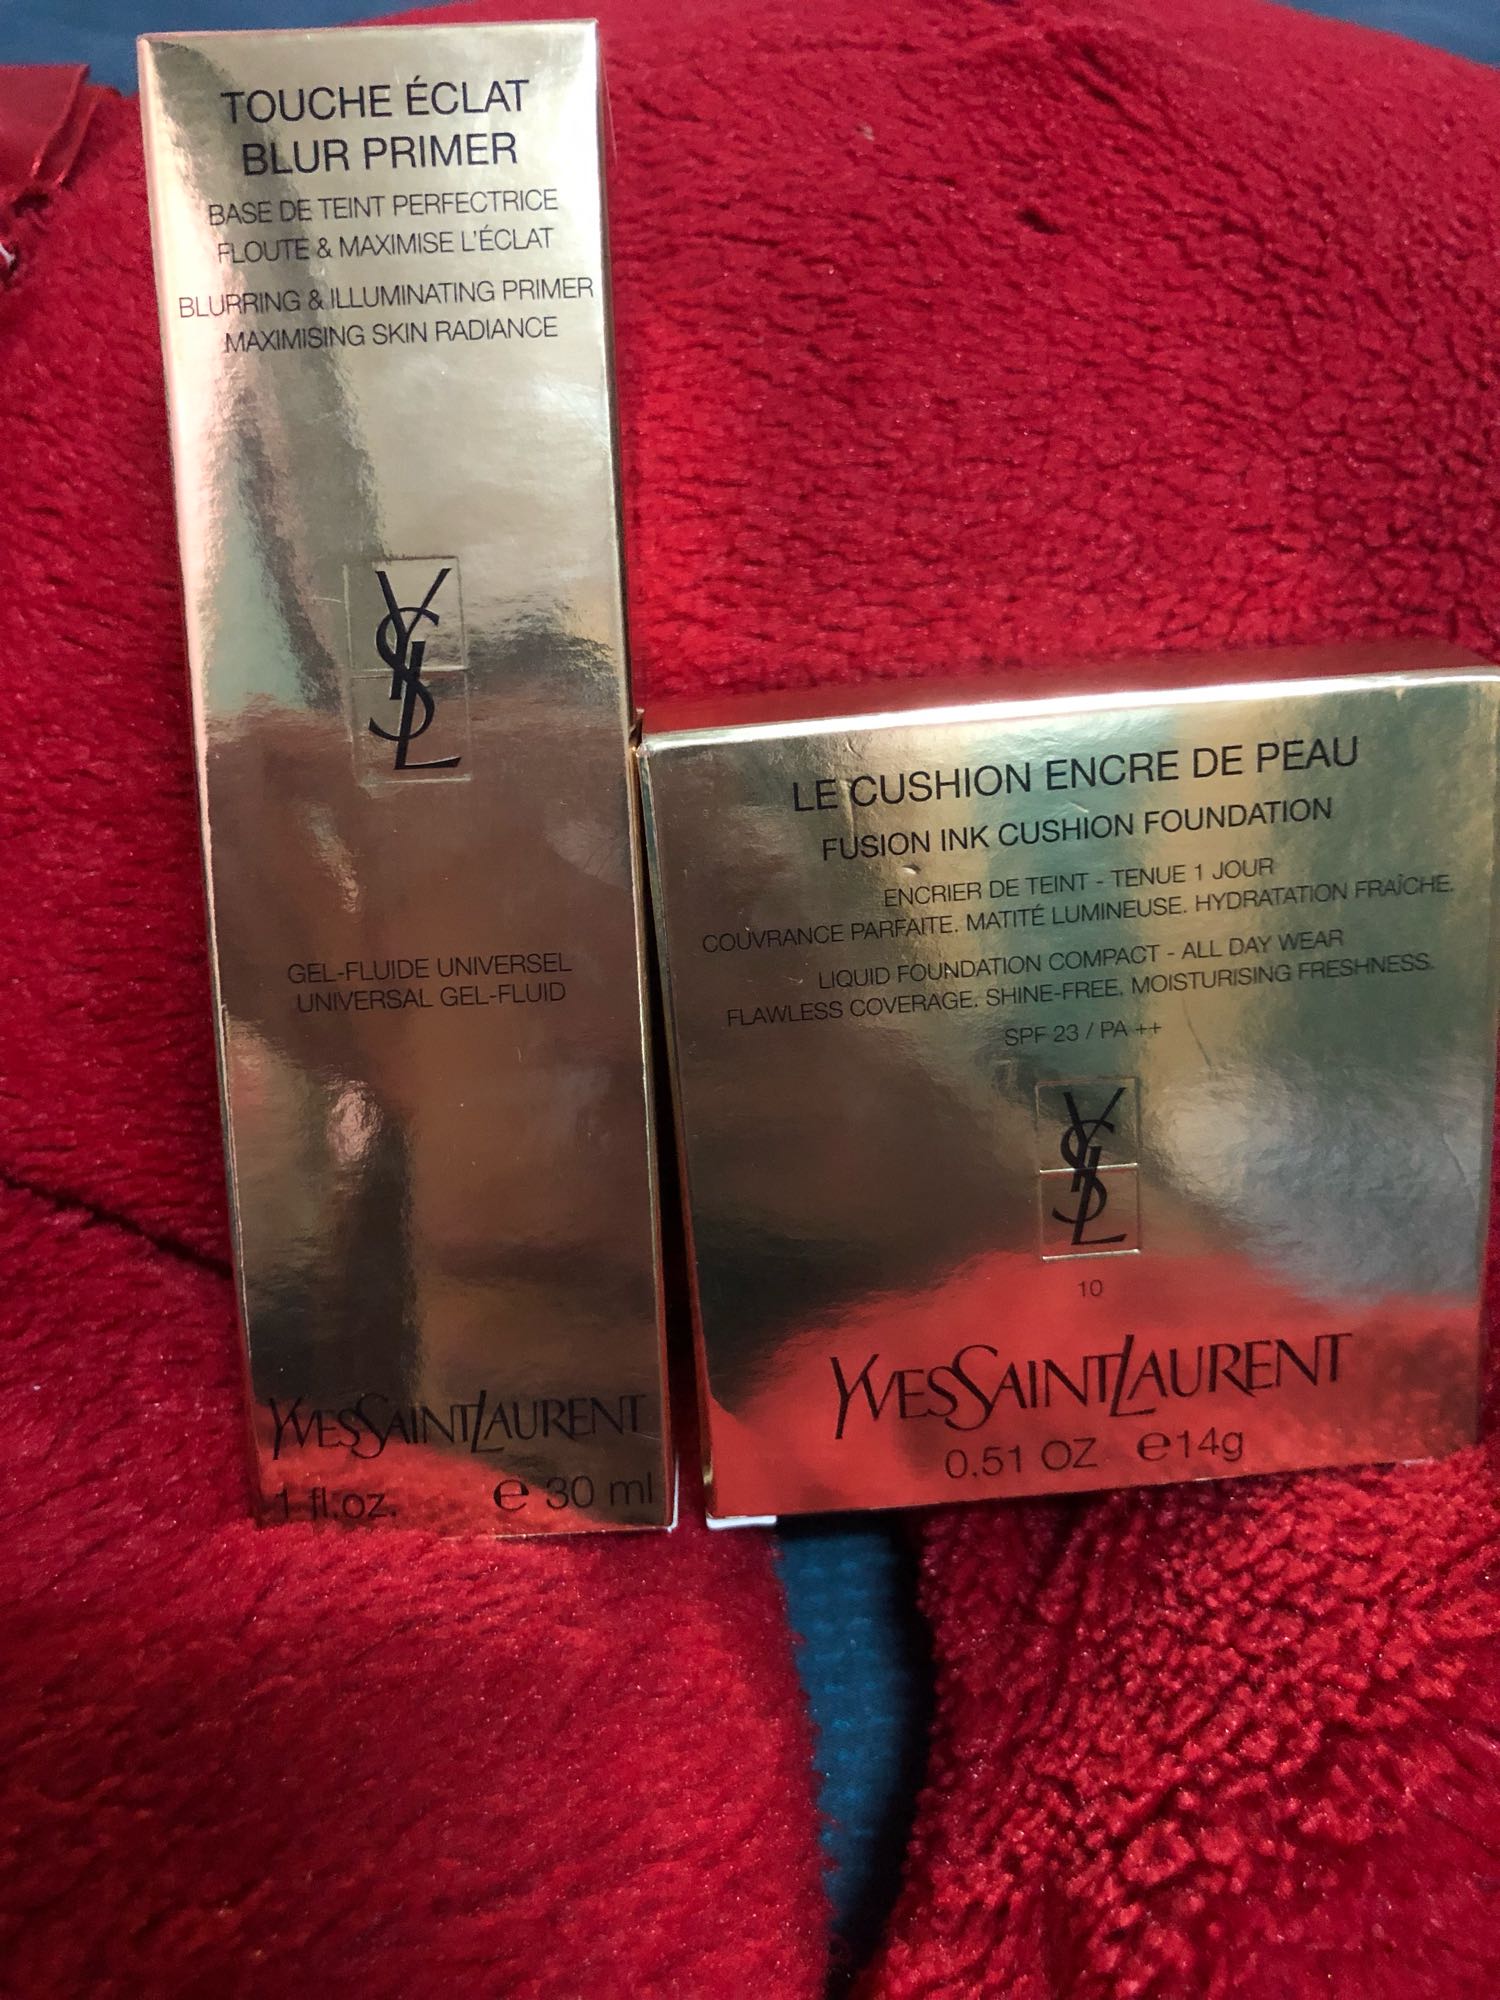 TOUCHE ÉCLAT
BLUR PRIMER
BASE DE TEINT PERFECTRICE
FLOUTE & MAXIMISE L'ÉCLAT
BLURRING & ILLUMINATING PRIMER
MAXIMISING SKIN RADIANCE
YSL
GEL-FLUIDE UNIVERSEL
UNIVERSAL GEL-FLUID
YVESSAINTLAURENT
1 fl.oz. ℮ 30 ml
LE CUSHION ENCRE DE PEAU
FUSION INK CUSHION FOUNDATION
ENCRIER DE TEINT - TENUE 1 JOUR
COUVRANCE PARFAITE. MATITÉ LUMINEUSE. HYDRATATION FRAÎCHE.
LIQUID FOUNDATION COMPACT - ALL DAY WEAR
FLAWLESS COVERAGE. SHINE-FREE. MOISTURISING FRESHNESS.
SPF 23 / PA ++
YSL
10
YVESSAINTLAURENT
0.51 OZ ℮14g